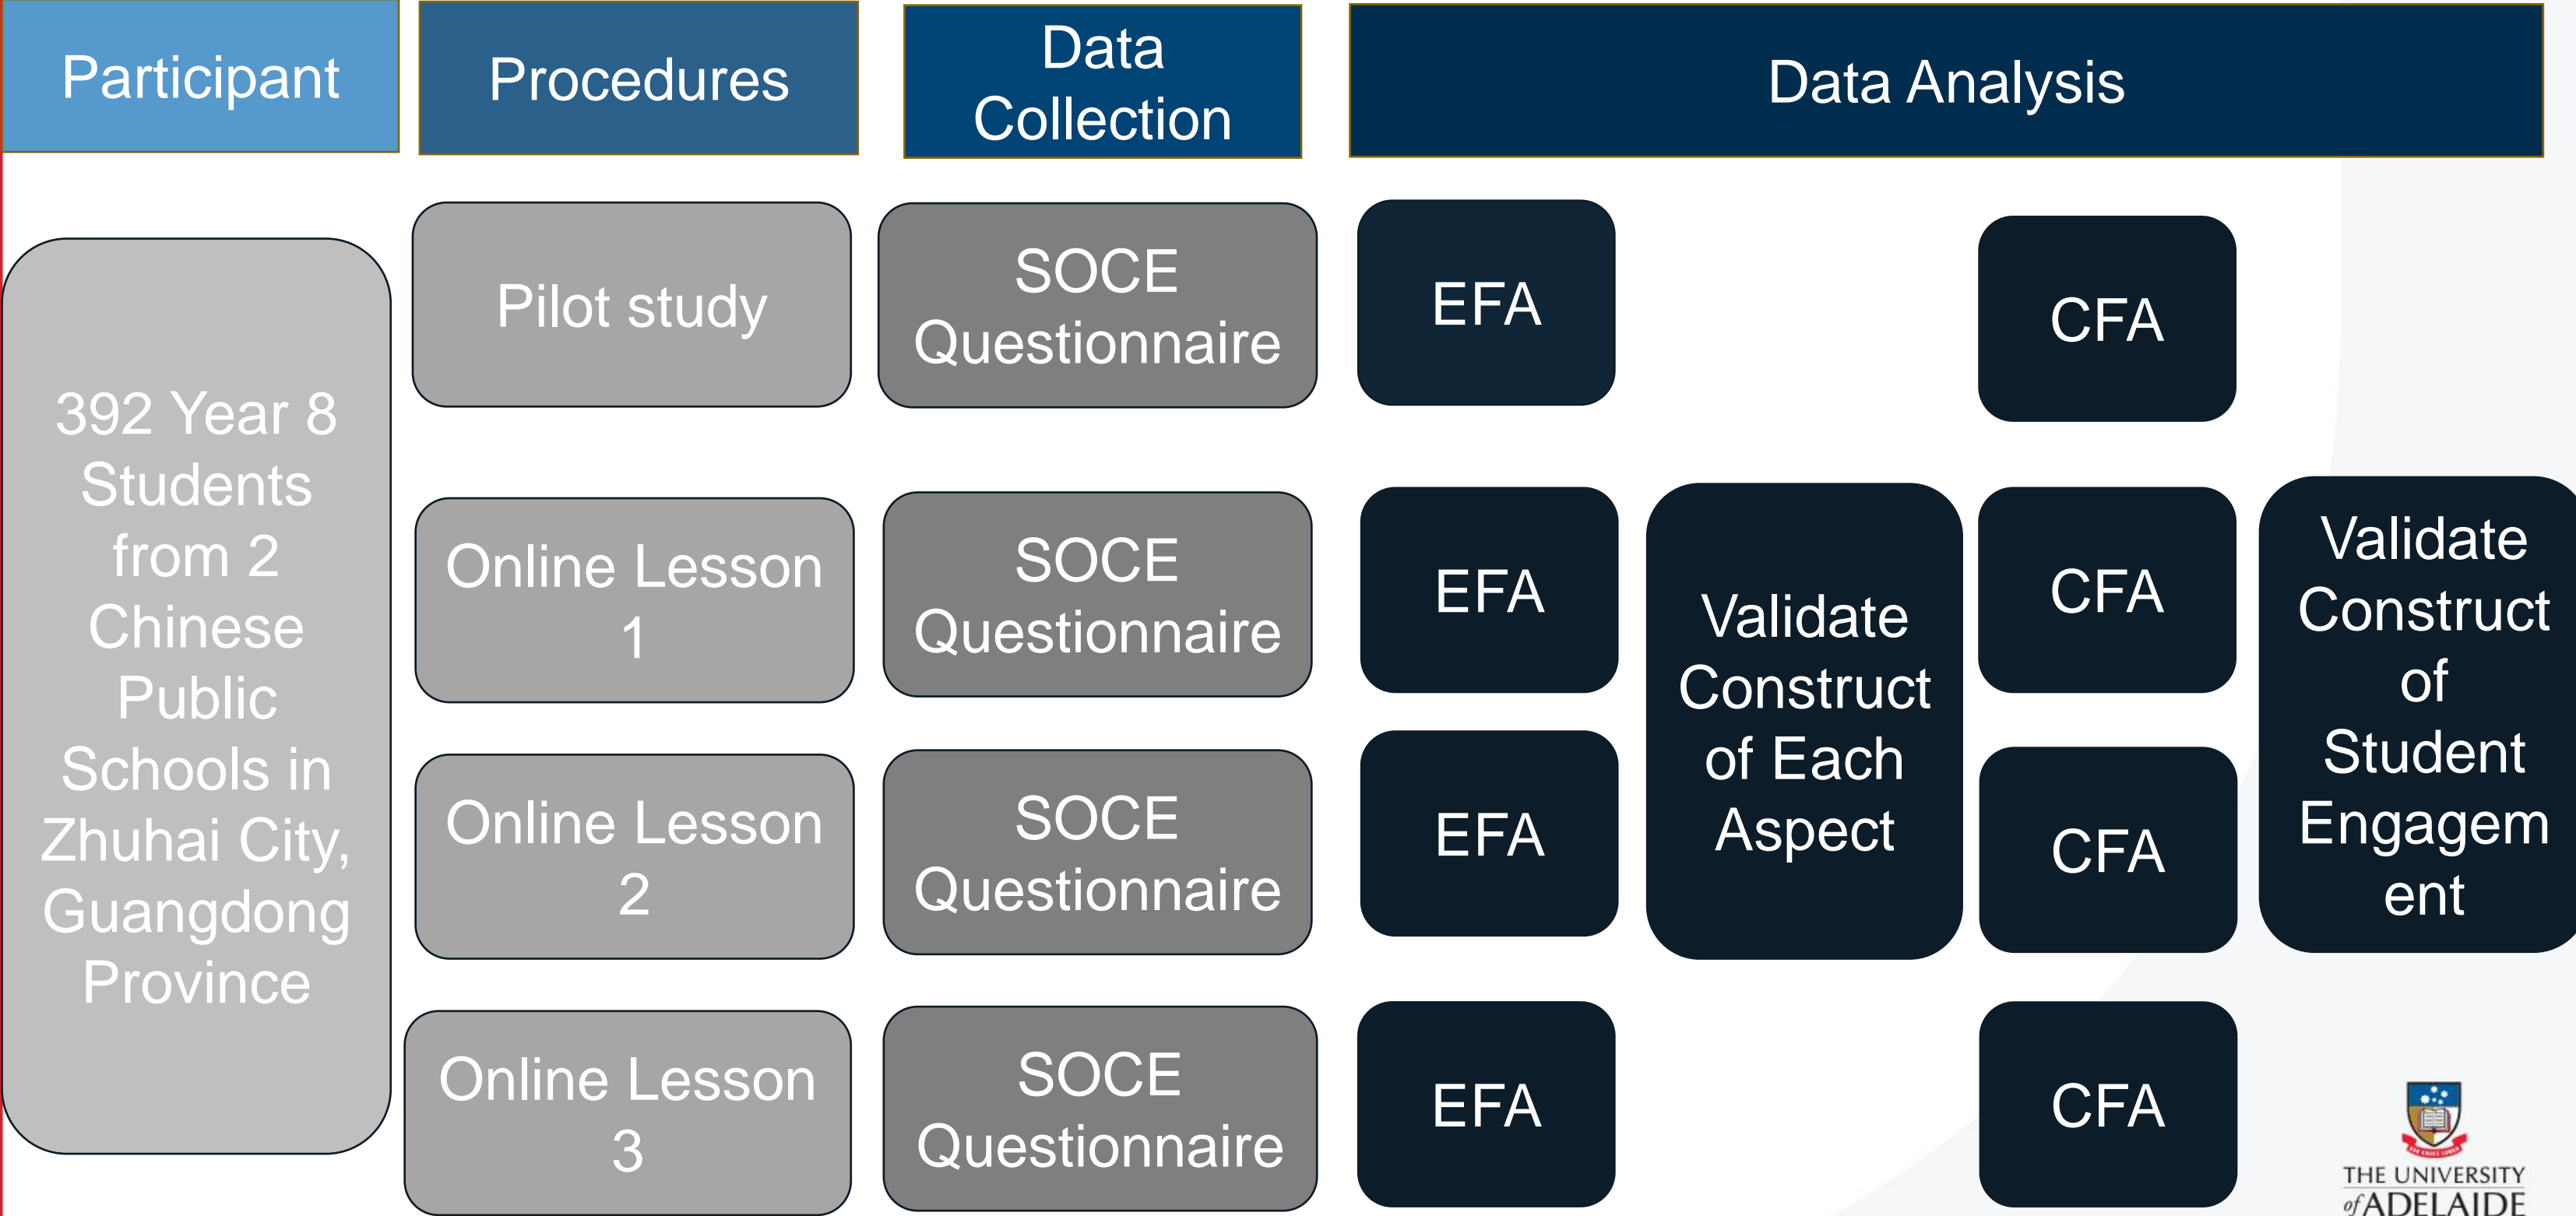 Participant
Procedures
Data
Collection
Data Analysis
392 Year 8
Students
from 2
Chinese
Public
Schools in
Zhuhai City,
Guangdong
Province
Pilot study
SOCE
Questionnaire
EFA
CFA
Online Lesson
1
SOCE
Questionnaire
EFA
Validate
Construct
of Each
Aspect
CFA
Validate
Construct
of
Student
Engagem
ent
Online Lesson
2
SOCE
Questionnaire
EFA
CFA
Online Lesson
3
SOCE
Questionnaire
EFA
CFA
THE UNIVERSITY
of ADELAIDE